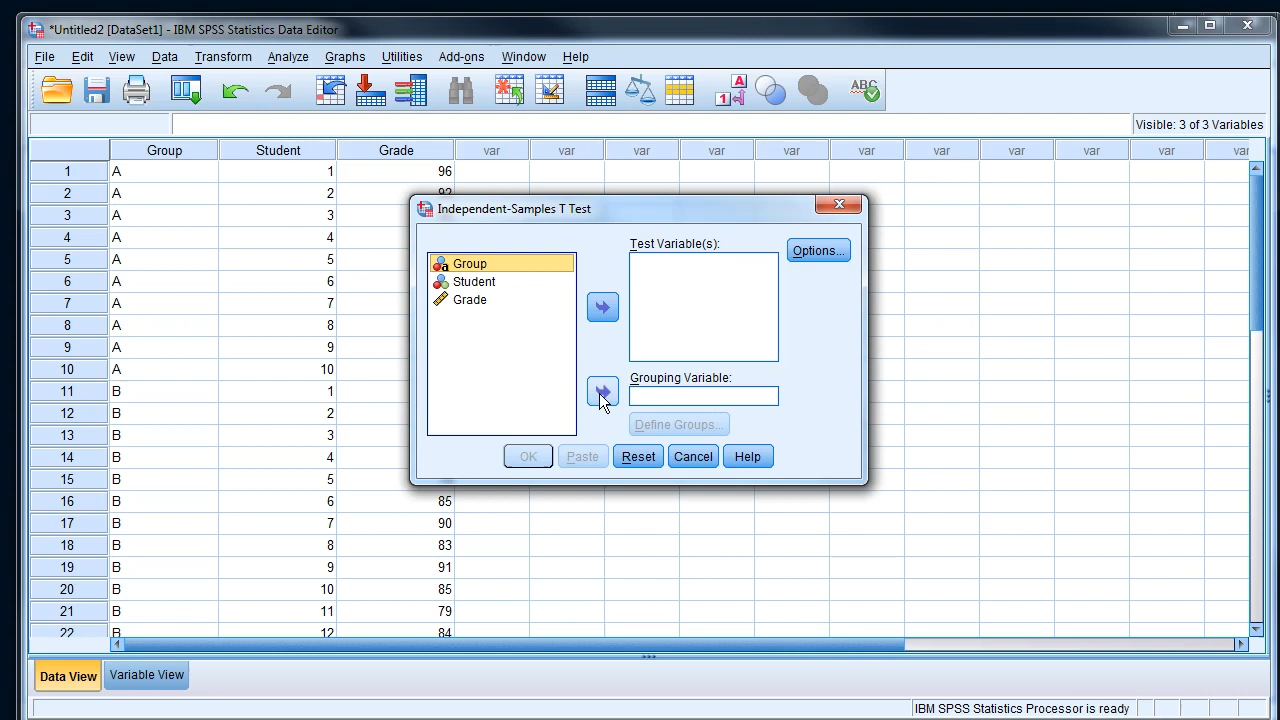 *Untitled2 [DataSet1] - IBM SPSS Statistics Data Editor
File Edit View Data Transform Graphs Analyze Utilities Add-ons Window Help
A
1
ABC
Visible: 3 of 3 Variables
Group Student Grade var var var var var var var var var var var
1 A 1 96
2 A 2 92
3 A 3
4 A 4
5 A 5
6 A 6
7 A 7
8 A 8
9 A 9
10 A 10
11 B 1
12 B 2
13 B 3
14 B 4
15 B 5
16 B 6 85
17 B 7 90
18 B 8 83
19 B 9 91
20 B 10 85
21 B 11 79
22 B 12 84
Independent-Samples T Test
Test Variable(s):
Options...
a Group
Student
Grade
Grouping Variable:
Define Groups...
OK Paste Reset Cancel Help
Data View Variable View
IBM SPSS Statistics Processor is ready